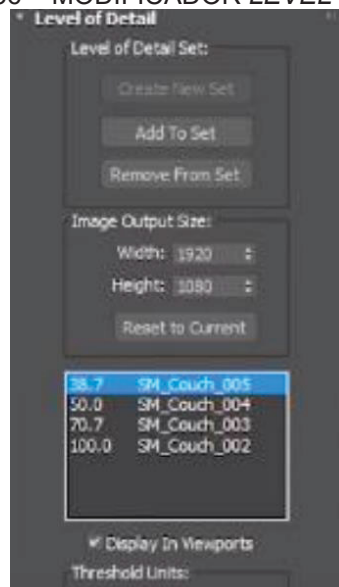 MODIFICADOR LEVEL
Level of Detail
Level of Detail Set:
Create New Set
Add To Set
Remove From Set
Image Output Size:
Width: 1920
Height: 1080
Reset to Current
38.7 SM_Couch_005
50.0 SM_Couch_004
70.7 SM_Couch_003
100.0 SM_Couch_002
Display In Viewports
Threshold Units: